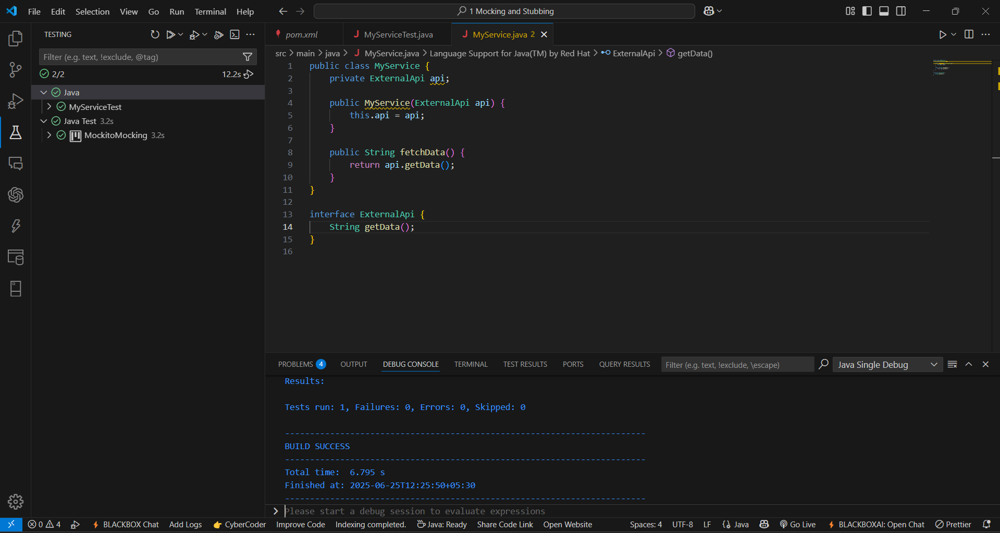 File Edit Selection View Go Run Terminal Help
1 Mocking and Stubbing
TESTING
Filter (e.g. text, !exclude, @tag)
2/2 12.2s
Java
MyServiceTest
Java Test 3.2s
MockitoMocking 3.2s
pom.xml MyServiceTest.java MyService.java 2
src > main > java > MyService.java > Language Support for Java(TM) by Red Hat > ExternalApi > getData()
1 public class MyService {
2 private ExternalApi api;
3
4 public MyService(ExternalApi api) {
5 this.api = api;
6 }
7
8 public String fetchData() {
9 return api.getData();
10 }
11 }
12
13 interface ExternalApi {
14 String getData();
15 }
16
PROBLEMS 4 OUTPUT DEBUG CONSOLE TERMINAL TEST RESULTS PORTS QUERY RESULTS Filter (e.g. text, !exclude, \escape) Java Single Debug
Results:
Tests run: 1, Failures: 0, Errors: 0, Skipped: 0
------------------------------------------------------------------------
BUILD SUCCESS
------------------------------------------------------------------------
Total time:  6.795 s
Finished at: 2025-06-25T12:25:50+05:30
------------------------------------------------------------------------
Please start a debug session to evaluate expressions
0 4 BLACKBOX Chat Add Logs CyberCoder Improve Code Indexing completed. Java: Ready Share Code Link Open Website Spaces: 4 UTF-8 LF {} Java Go Live BLACKBOXAI: Open Chat Prettier